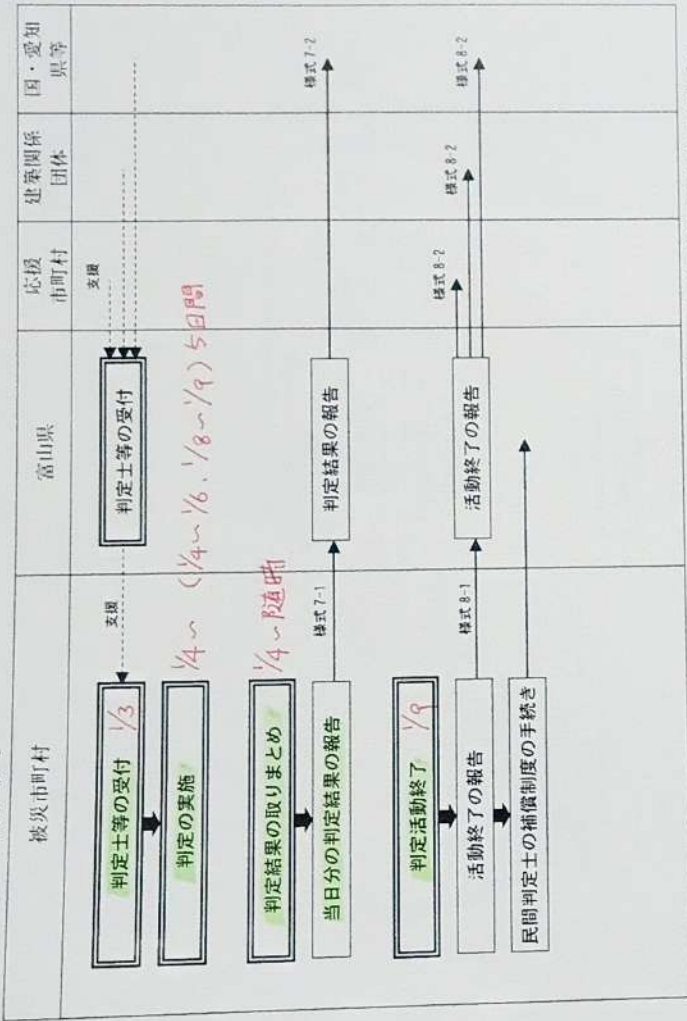 被災市町村
富山県
応援
市町村
建築関係
団体
国・愛知
県等
支援
支援
判定士等の受付
1/3
判定士等の受付
判定の実施
1/4～(1/4～1/6、1/8～1/9)5日間
判定結果の取りまとめ
1/4～随時
当日分の判定結果の報告
様式 7-1
判定結果の報告
様式 7-2
判定活動終了
1/9
活動終了の報告
様式 8-1
活動終了の報告
様式 8-2
様式 8-2
様式 8-2
民間判定士の補償制度の手続き